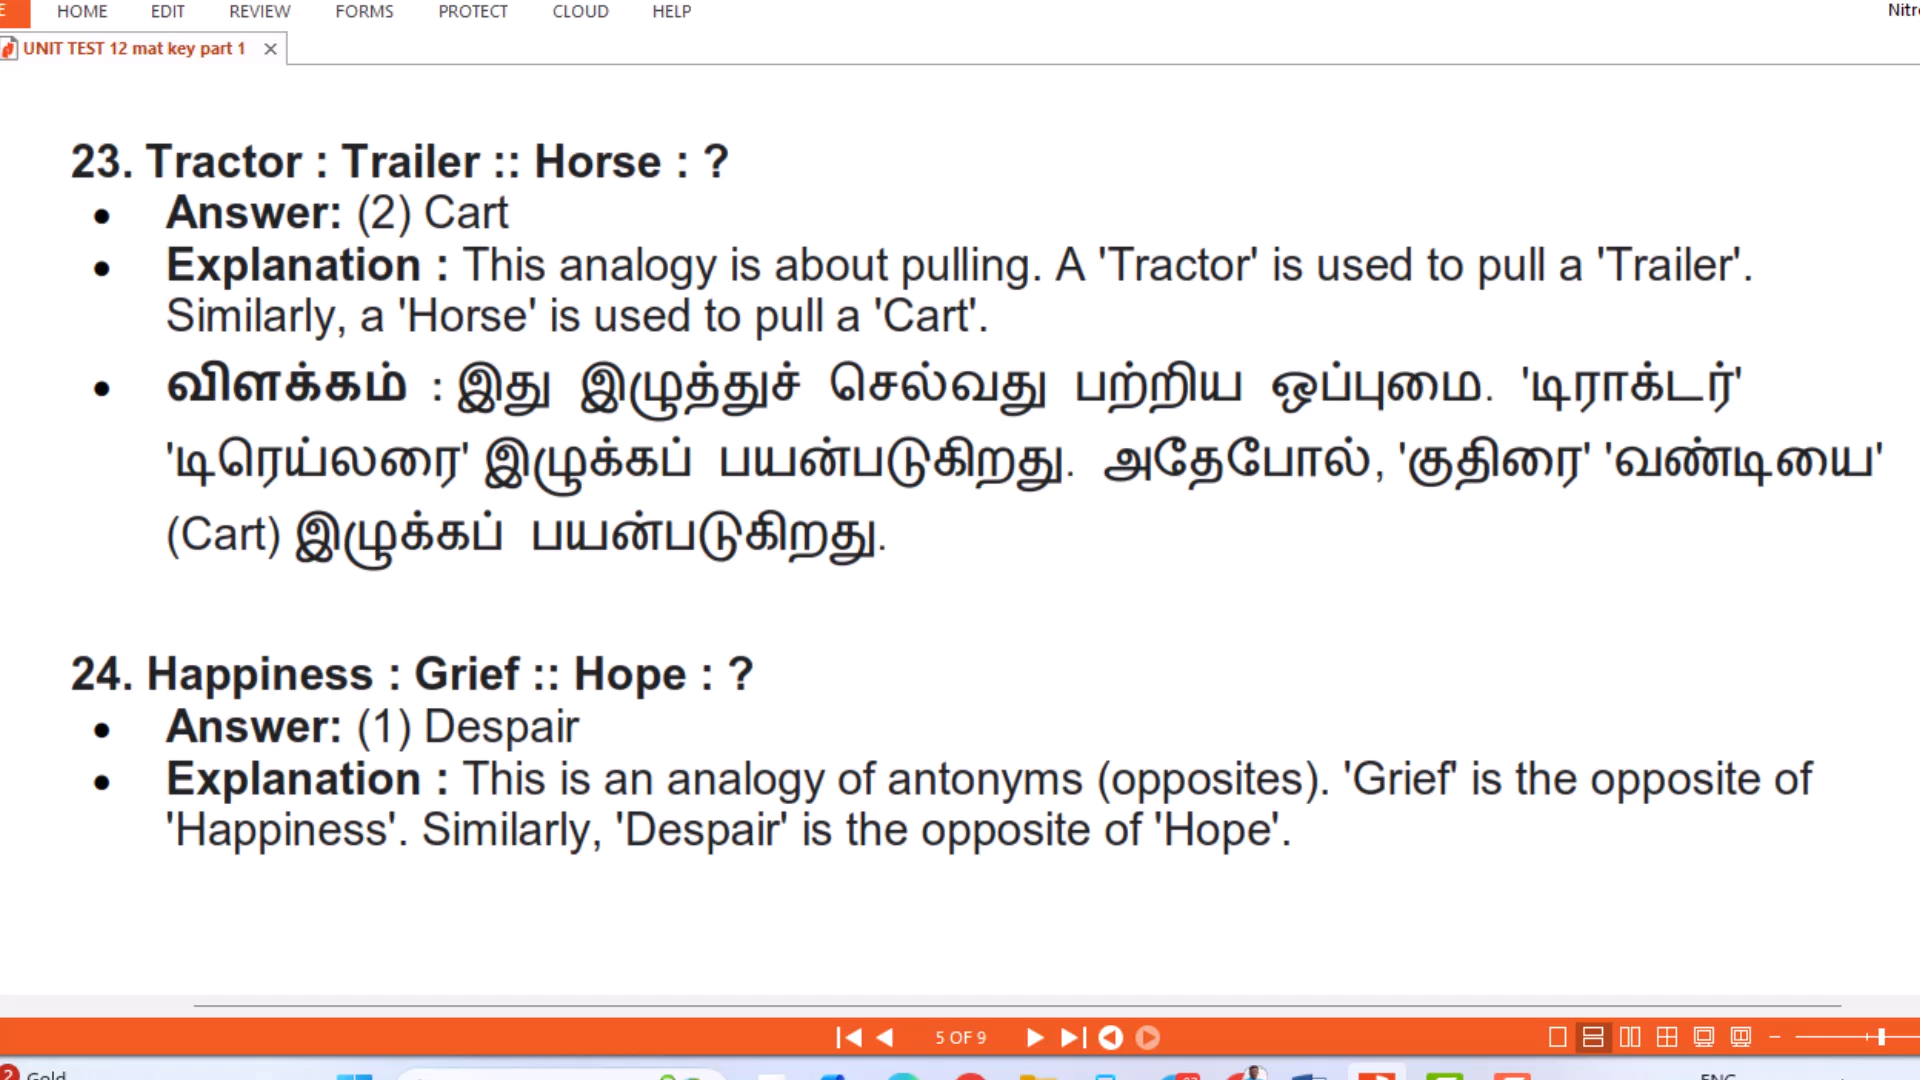 HOME EDIT REVIEW FORMS PROTECT CLOUD HELP
UNIT TEST 12 mat key part 1
23. Tractor : Trailer :: Horse : ?
• Answer: (2) Cart
• Explanation : This analogy is about pulling. A 'Tractor' is used to pull a 'Trailer'.
Similarly, a 'Horse' is used to pull a 'Cart'.
• விளக்கம் : இது இழுத்துச் செல்வது பற்றிய ஒப்புமை. 'டிராக்டர்'
'டிரெய்லரை' இழுக்கப் பயன்படுகிறது. அதேபோல், 'குதிரை' 'வண்டியை'
(Cart) இழுக்கப் பயன்படுகிறது.
24. Happiness : Grief :: Hope : ?
• Answer: (1) Despair
• Explanation : This is an analogy of antonyms (opposites). 'Grief' is the opposite of
'Happiness'. Similarly, 'Despair' is the opposite of 'Hope'.
5 OF 9
2 Gold